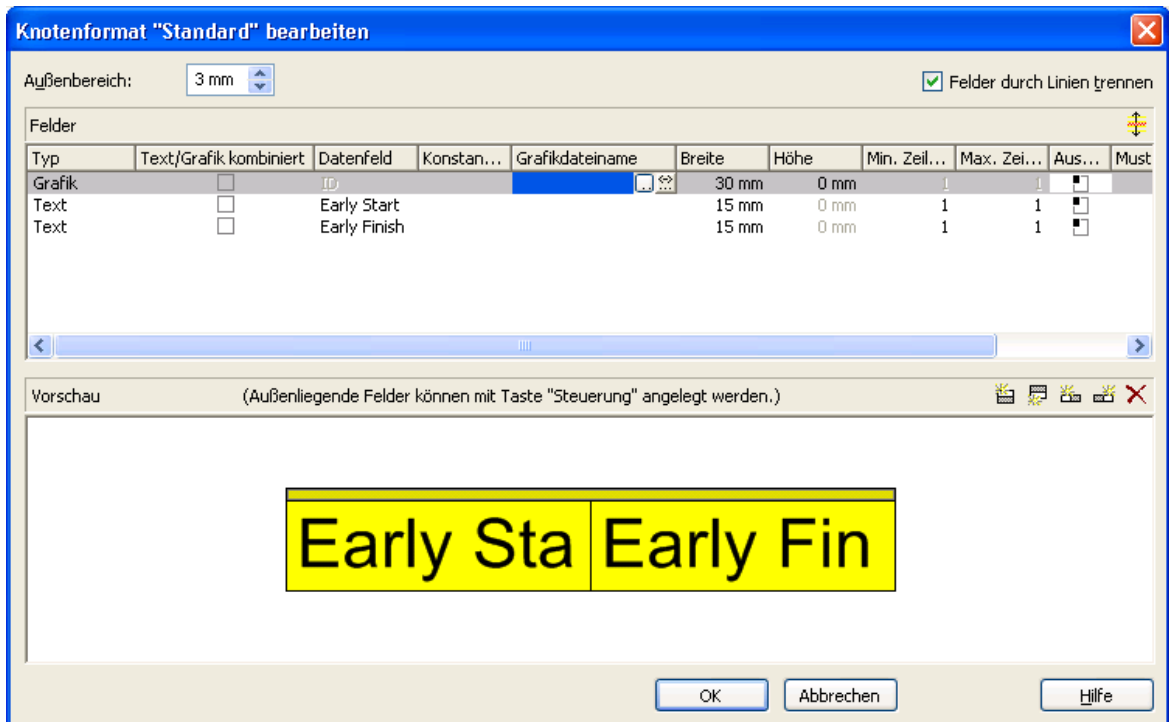 Knotenformat "Standard" bearbeiten
Außenbereich: 3 mm Felder durch Linien trennen
Felder
Typ Text/Grafik kombiniert Datenfeld Konstan... Grafikdateiname Breite Höhe Min. Zeil... Max. Zei... Aus... Must
Grafik ID .. 30 mm 0 mm 1 1
Text Early Start 15 mm 0 mm 1 1
Text Early Finish 15 mm 0 mm 1 1
Vorschau (Außenliegende Felder können mit Taste "Steuerung" angelegt werden.)
Early Sta Early Fin
OK Abbrechen Hilfe